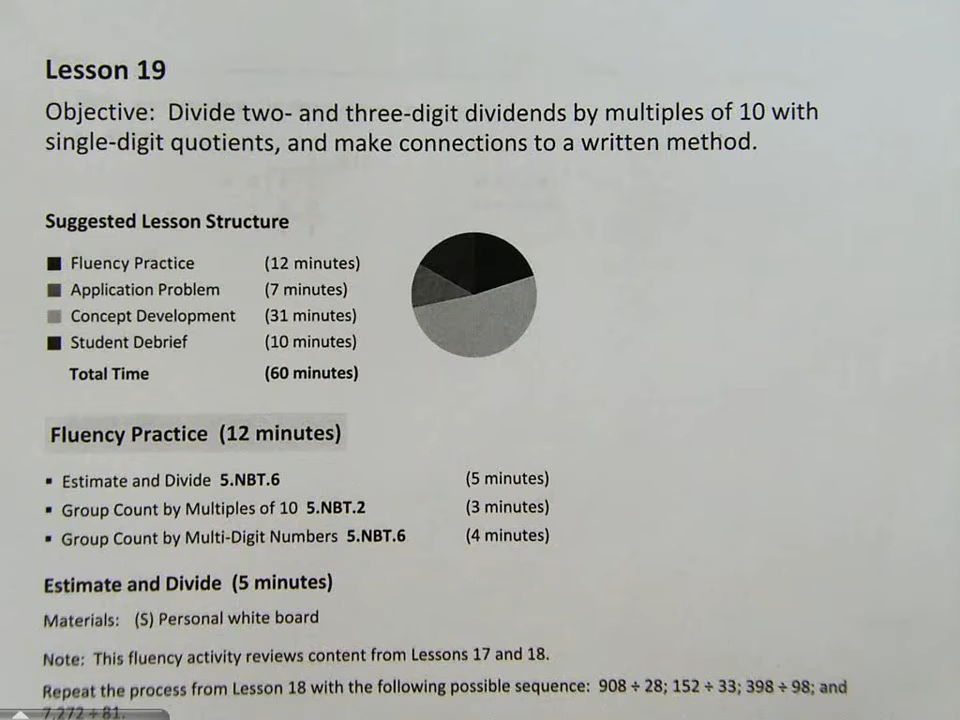 Lesson 19
Objective: Divide two- and three-digit dividends by multiples of 10 with
single-digit quotients, and make connections to a written method.
Suggested Lesson Structure
Fluency Practice (12 minutes)
Application Problem (7 minutes)
Concept Development (31 minutes)
Student Debrief (10 minutes)
Total Time (60 minutes)
Fluency Practice (12 minutes)
▪ Estimate and Divide 5.NBT.6 (5 minutes)
▪ Group Count by Multiples of 10 5.NBT.2 (3 minutes)
▪ Group Count by Multi-Digit Numbers 5.NBT.6 (4 minutes)
Estimate and Divide (5 minutes)
Materials: (S) Personal white board
Note: This fluency activity reviews content from Lessons 17 and 18.
Repeat the process from Lesson 18 with the following possible sequence: 908 ÷ 28; 152 ÷ 33; 398 ÷ 98; and
7,272 ÷ 81.